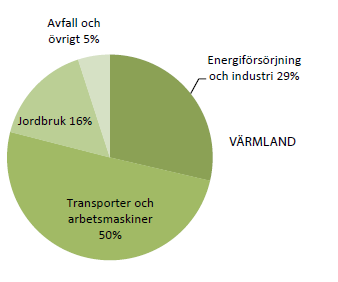 Avfall och
övrigt 5%
Energiförsörjning
och industri 29%
Jordbruk 16%
VÄRMLAND
Transporter och
arbetsmaskiner
50%